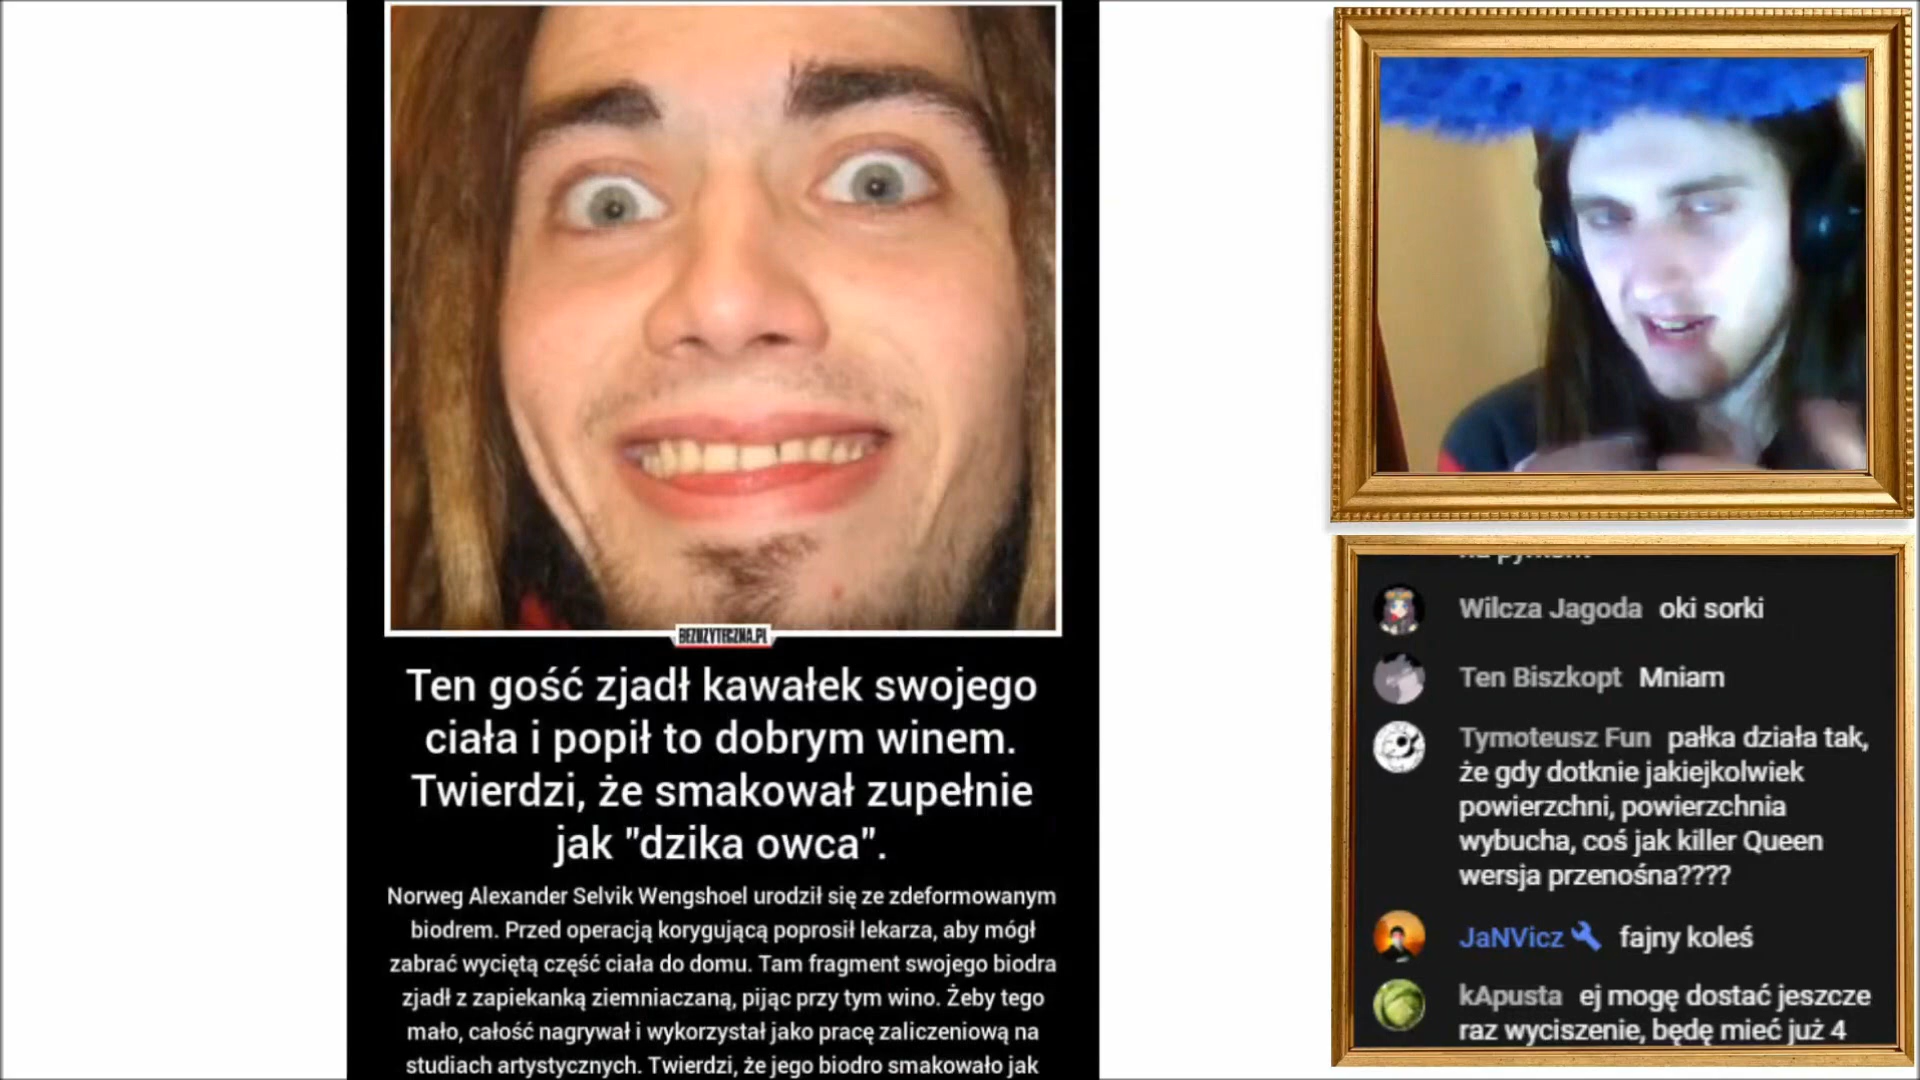 BEZUZYTECZNA.PL
Ten gość zjadł kawałek swojego
ciała i popił to dobrym winem.
Twierdzi, że smakował zupełnie
jak "dzika owca".
Norweg Alexander Selvik Wengshoel urodził się ze zdeformowanym
biodrem. Przed operacją korygującą poprosił lekarza, aby mógł
zabrać wyciętą część ciała do domu. Tam fragment swojego biodra
zjadł z zapiekanką ziemniaczaną, pijąc przy tym wino. Żeby tego
mało, całość nagrywał i wykorzystał jako pracę zaliczeniową na
studiach artystycznych. Twierdzi, że jego biodro smakowało jak
Wilcza Jagoda oki sorki
Ten Biszkopt Mniam
Tymoteusz Fun pałka działa tak,
że gdy dotknie jakiejkolwiek
powierzchni, powierzchnia
wybucha, coś jak killer Queen
wersja przenośna????
JaNVicz fajny koleś
kApusta ej mogę dostać jeszcze
raz wyciszenie, będę mieć już 4